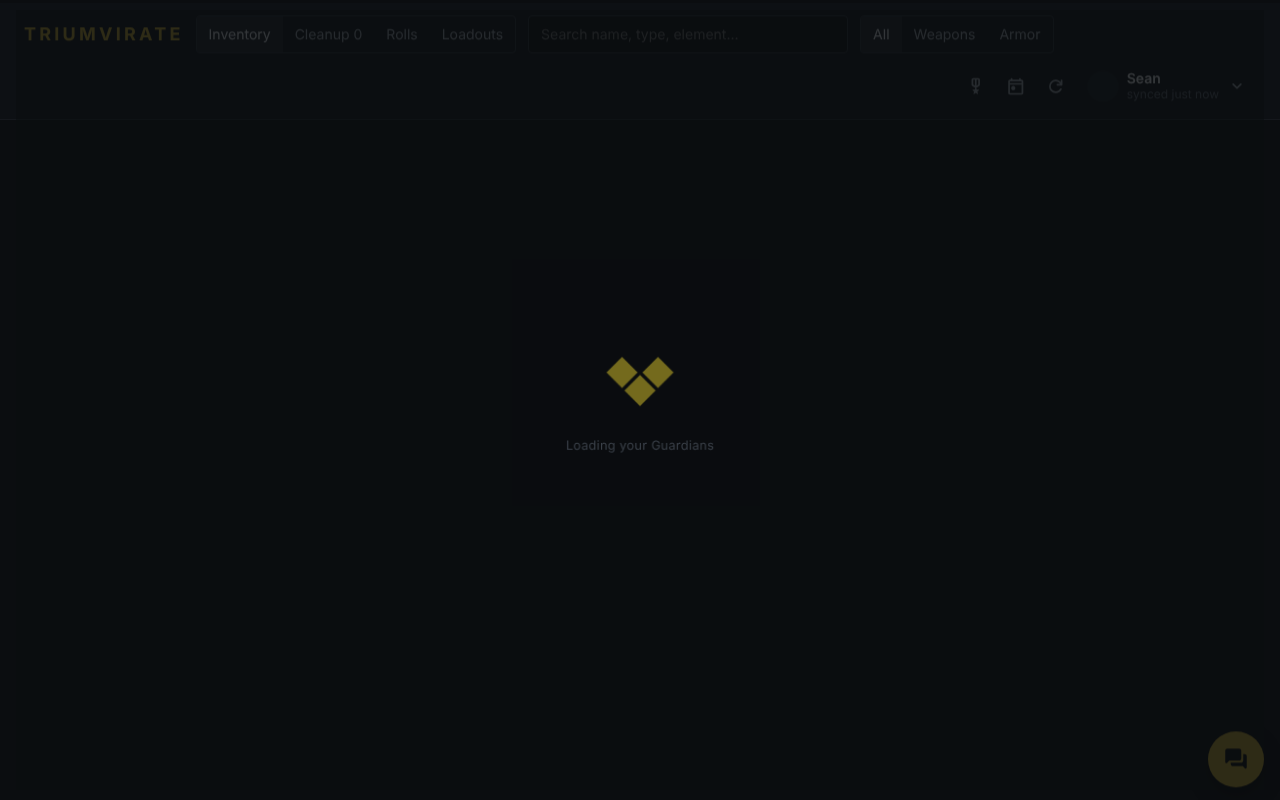 TRIUMVIRATE
Inventory
Cleanup 0
Rolls
Loadouts
Search name, type, element...
All
Weapons
Armor
Sean
synced just now
Loading your Guardians